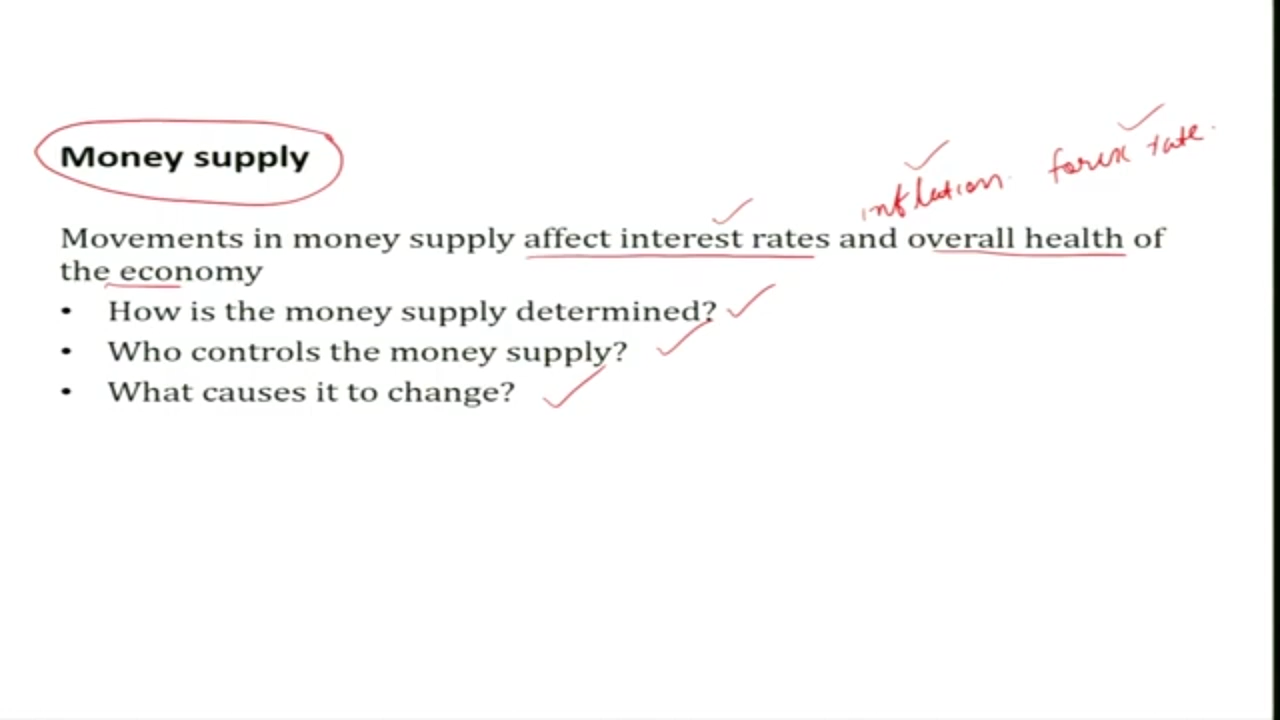 Money supply
inflation. forex rate.
Movements in money supply affect interest rates and overall health of
the economy
• How is the money supply determined?
• Who controls the money supply?
• What causes it to change?